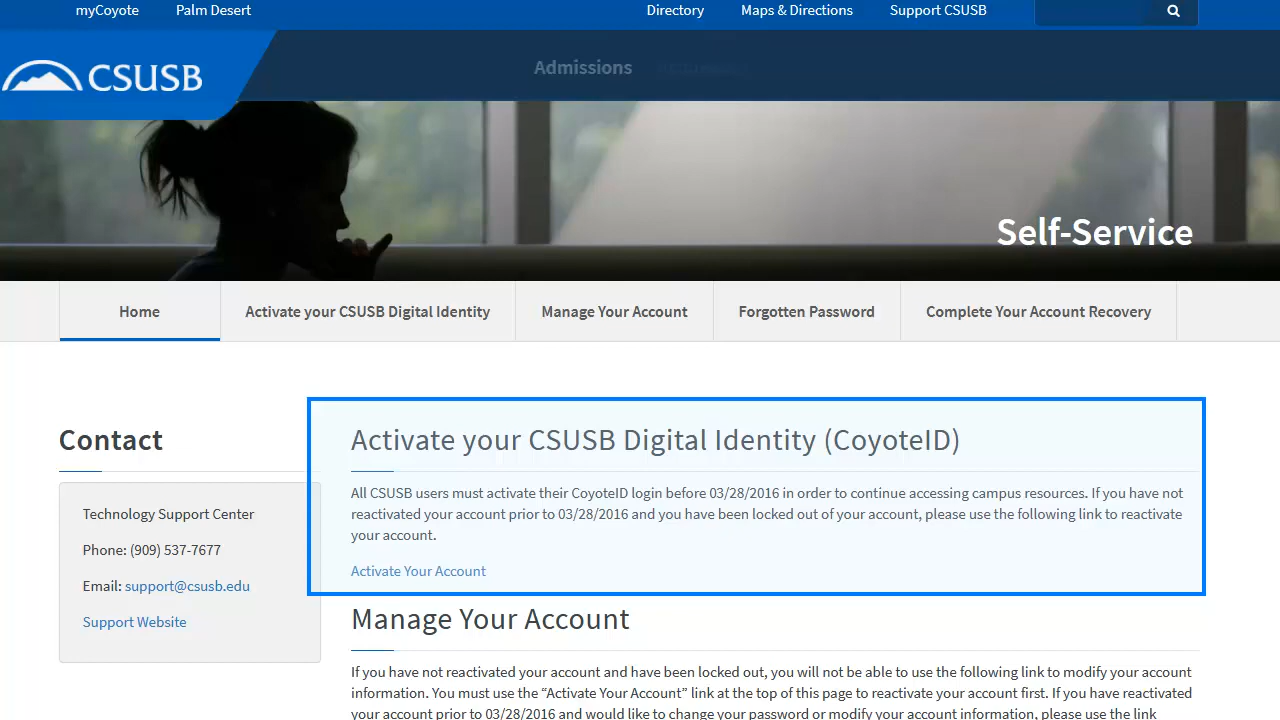 myCoyote
Palm Desert
Directory
Maps & Directions
Support CSUSB
CSUSB
Admissions
Self-Service
Home
Activate your CSUSB Digital Identity
Manage Your Account
Forgotten Password
Complete Your Account Recovery
Contact
Technology Support Center
Phone: (909) 537-7677
Email: support@csusb.edu
Support Website
Activate your CSUSB Digital Identity (CoyoteID)
All CSUSB users must activate their CoyoteID login before 03/28/2016 in order to continue accessing campus resources. If you have not
reactivated your account prior to 03/28/2016 and you have been locked out of your account, please use the following link to reactivate
your account.
Activate Your Account
Manage Your Account
If you have not reactivated your account and have been locked out, you will not be able to use the following link to modify your account
information. You must use the “Activate Your Account” link at the top of this page to reactivate your account first. If you have reactivated
your account prior to 03/28/2016 and would like to change your password or modify your account information, please use the link